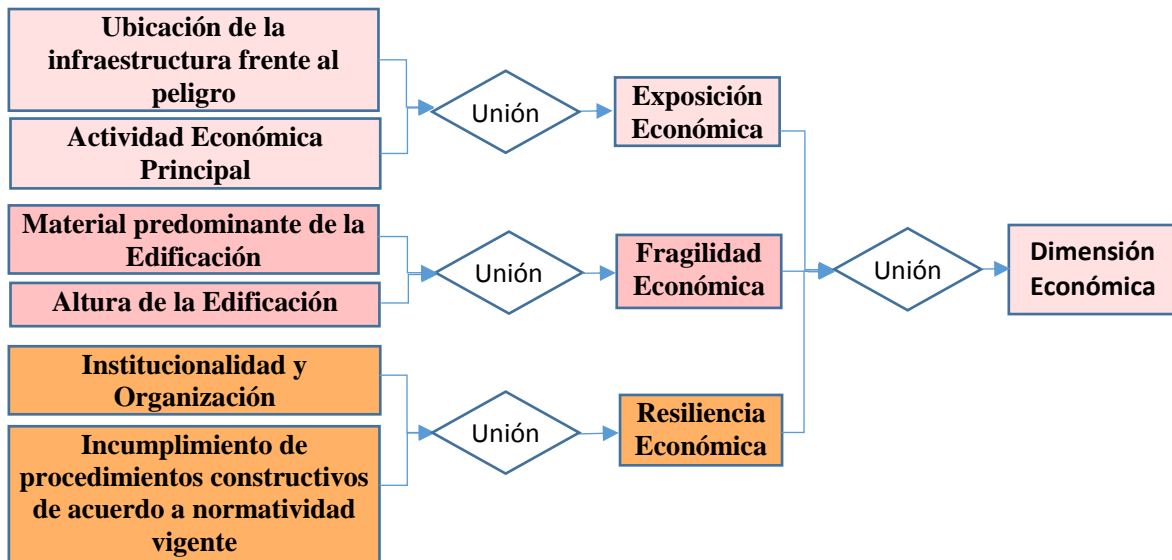 Ubicación de la
infraestructura frente al
peligro
Actividad Económica
Principal
Unión
Exposición
Económica
Material predominante de la
Edificación
Altura de la Edificación
Unión
Fragilidad
Económica
Institucionalidad y
Organización
Incumplimiento de
procedimientos constructivos
de acuerdo a normatividad
vigente
Unión
Resiliencia
Económica
Unión
Dimensión
Económica